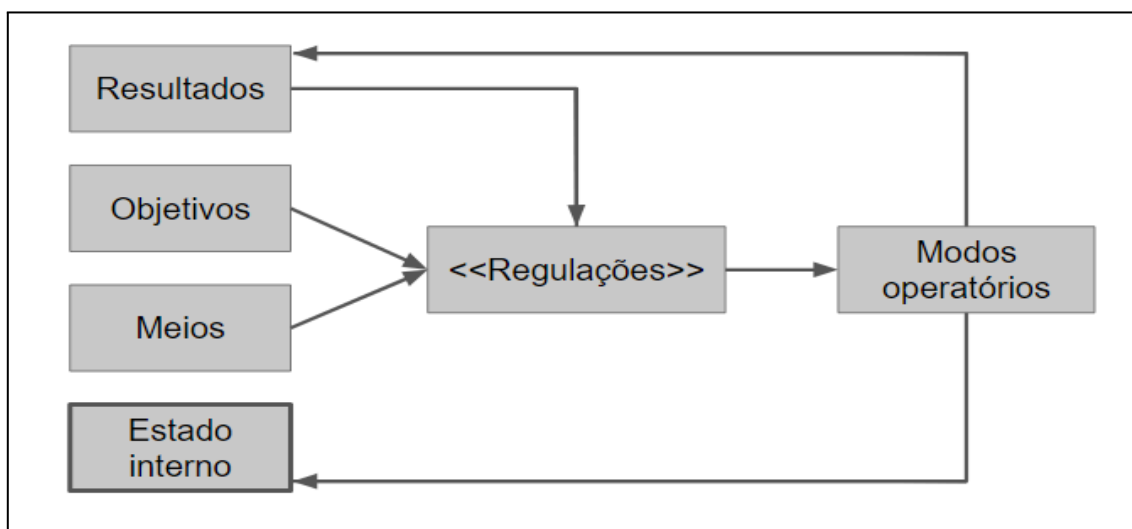 Resultados
Objetivos
Meios
Estado
interno
<<Regulações>>
Modos
operatórios